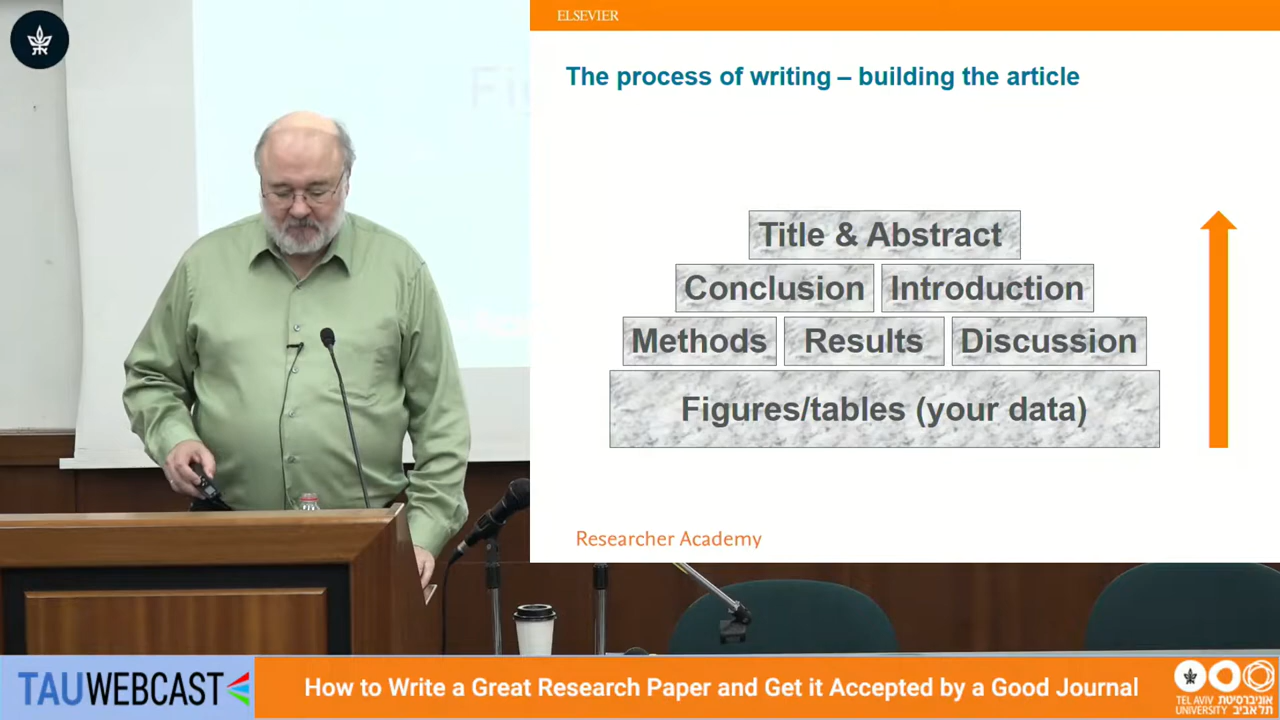 ELSEVIER
The process of writing – building the article
Title & Abstract
Conclusion Introduction
Methods Results Discussion
Figures/tables (your data)
Researcher Academy
TAUWEBCAST
How to Write a Great Research Paper and Get it Accepted by a Good Journal
TEL AVIV אוניברסיטת
UNIVERSITY תל אביב